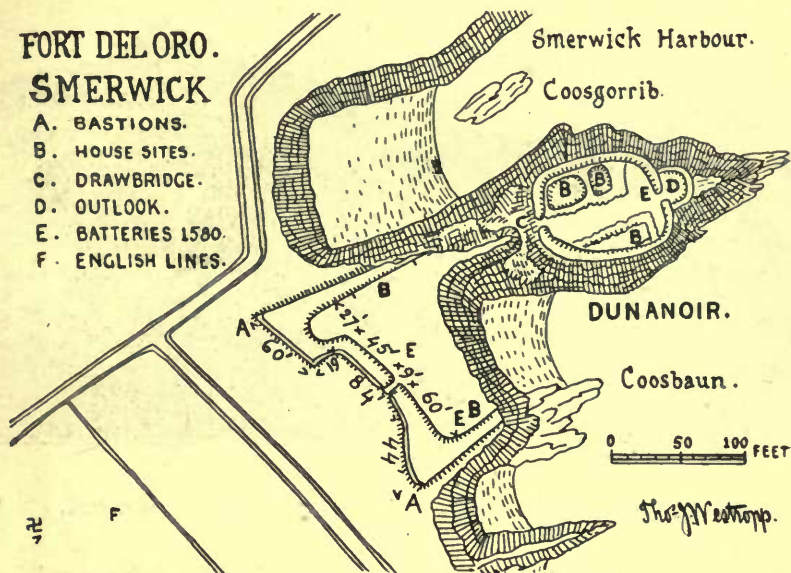 FORT DEL ORO.
SMERWICK
A. BASTIONS.
B. HOUSE SITES.
C. DRAWBRIDGE.
D. OUTLOOK.
E. BATTERIES 1580.
F. ENGLISH LINES.
Smerwick Harbour.
Coosgorrib.
B
B
D
E
C
B
DUNANOIR.
B
A
27'
60'
45'
E
19
9'
84
60'
B
E
44
A
Coosbaun.
0 50 100 FEET
F
Thos. J. Westropp.